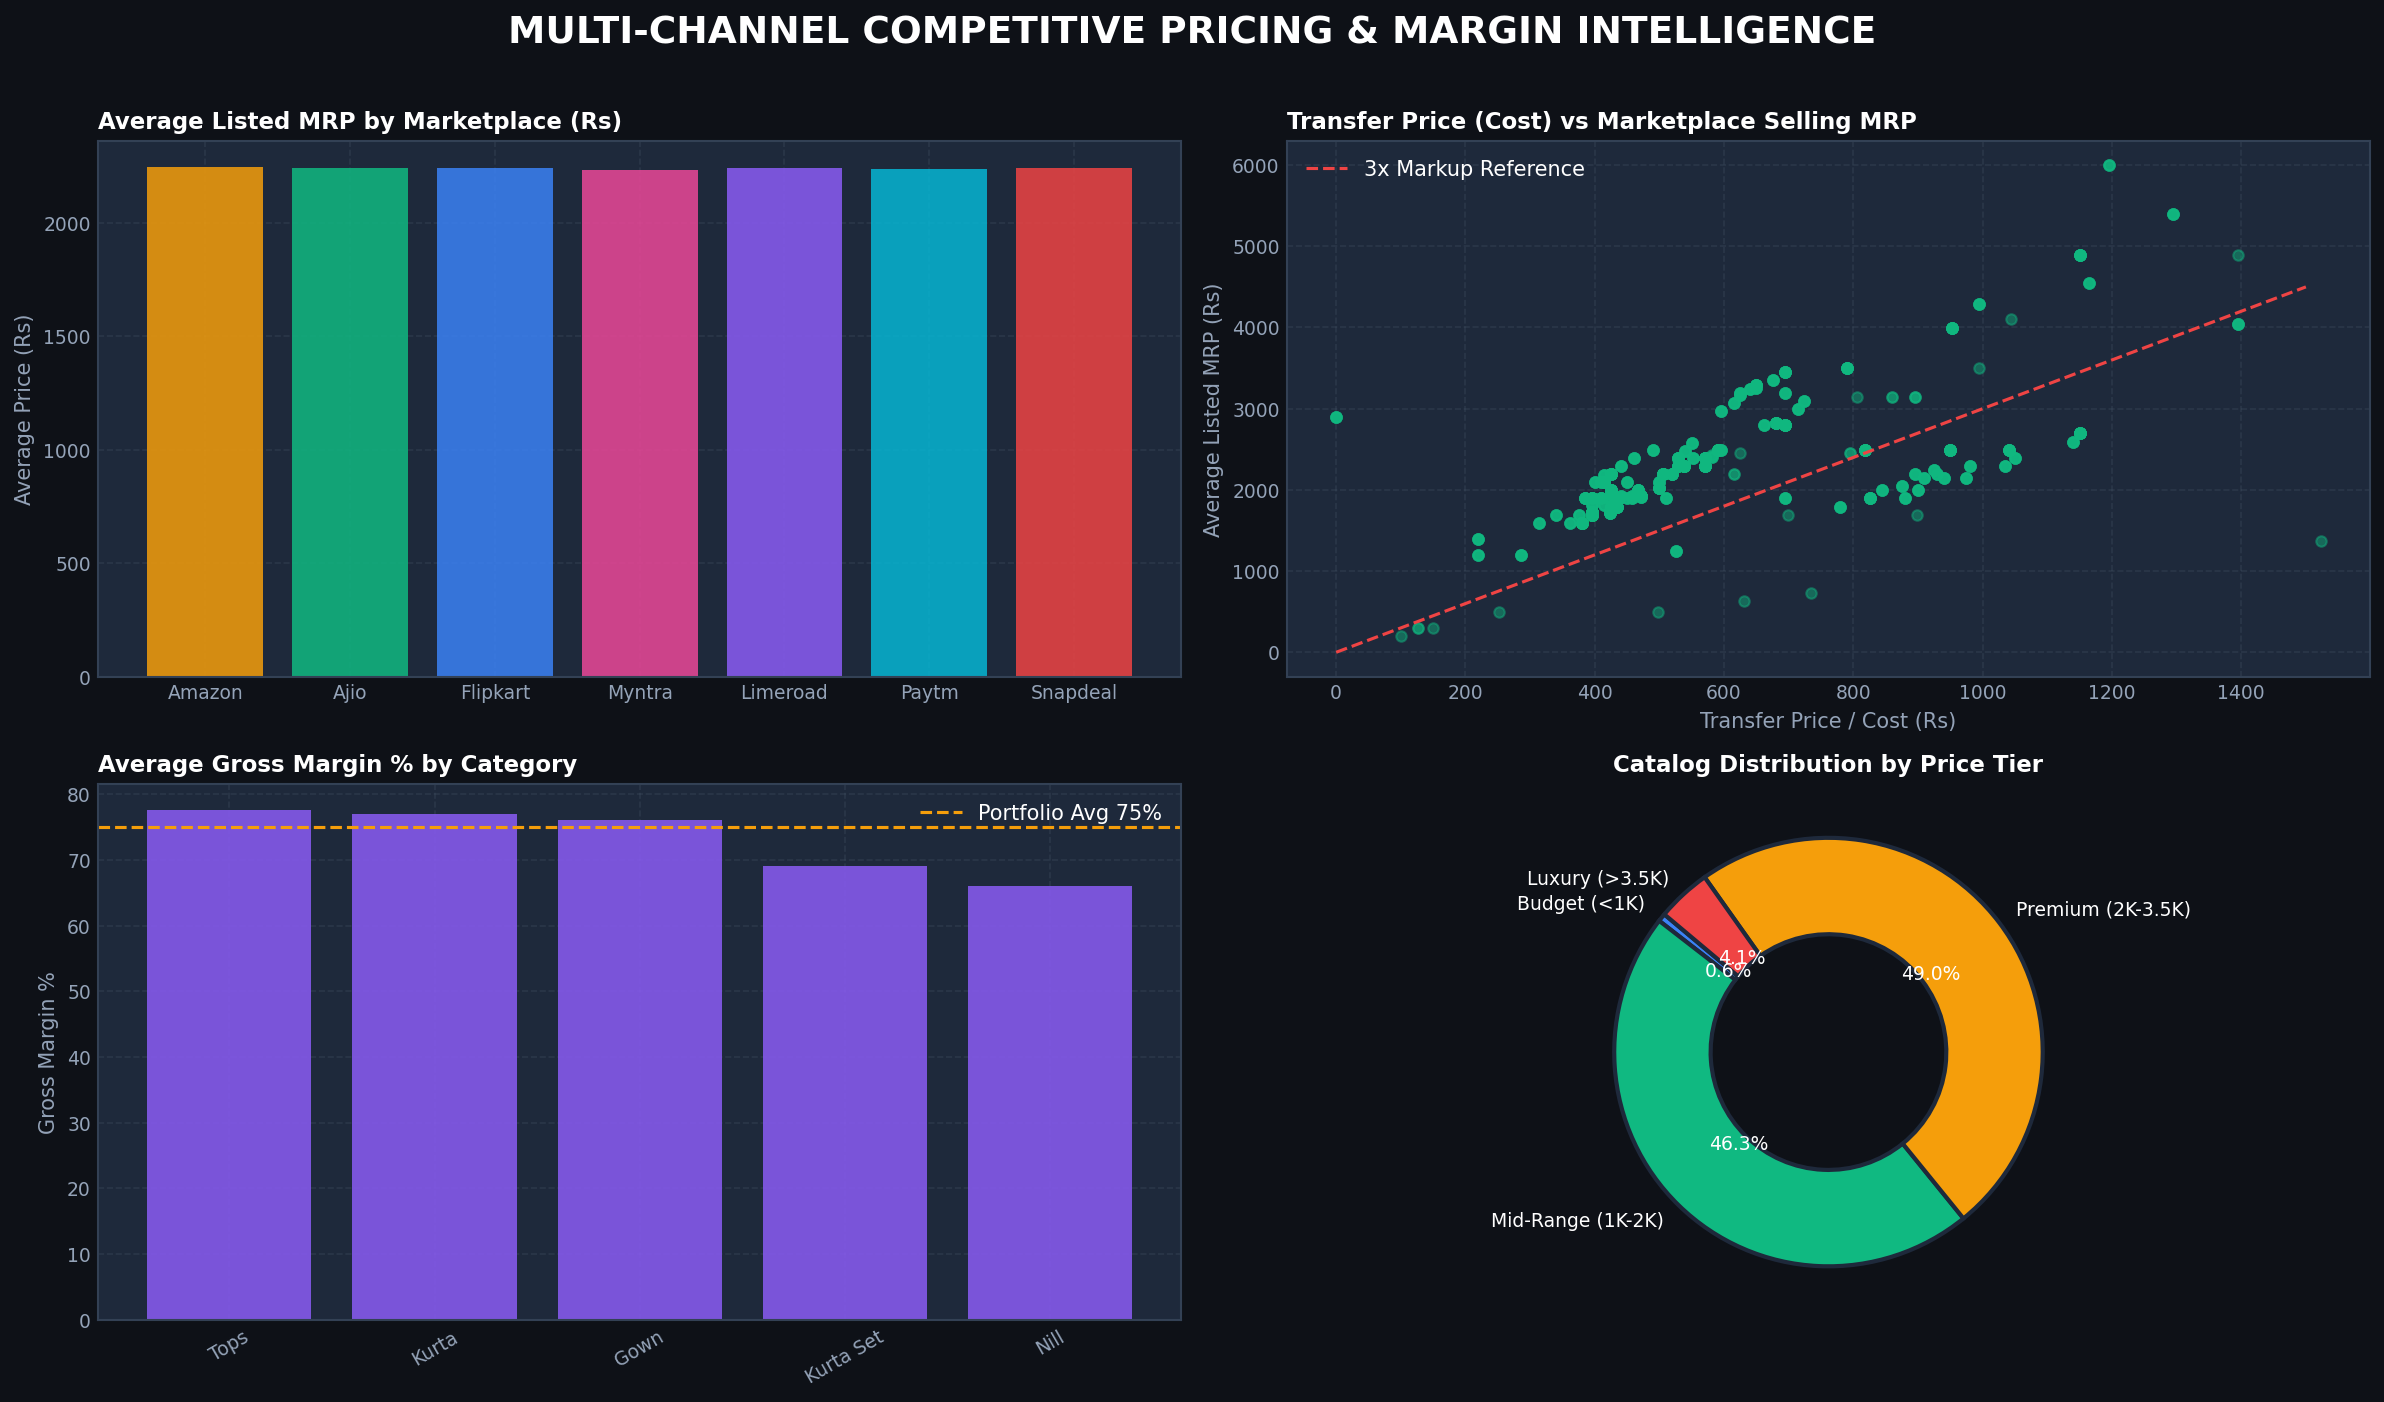 MULTI-CHANNEL COMPETITIVE PRICING & MARGIN INTELLIGENCE
Average Listed MRP by Marketplace (Rs)
Average Price (Rs)
2000
1500
1000
500
0
Amazon Ajio Flipkart Myntra Limeroad Paytm Snapdeal
Transfer Price (Cost) vs Marketplace Selling MRP
3x Markup Reference
Average Listed MRP (Rs)
6000
5000
4000
3000
2000
1000
0
0 200 400 600 800 1000 1200 1400
Transfer Price / Cost (Rs)
Average Gross Margin % by Category
Portfolio Avg 75%
Gross Margin %
80
70
60
50
40
30
20
10
0
Tops Kurta Gown Kurta Set Nill
Catalog Distribution by Price Tier
Luxury (>3.5K)
Budget (<1K)
Premium (2K-3.5K)
4.1%
0.6%
49.0%
46.3%
Mid-Range (1K-2K)